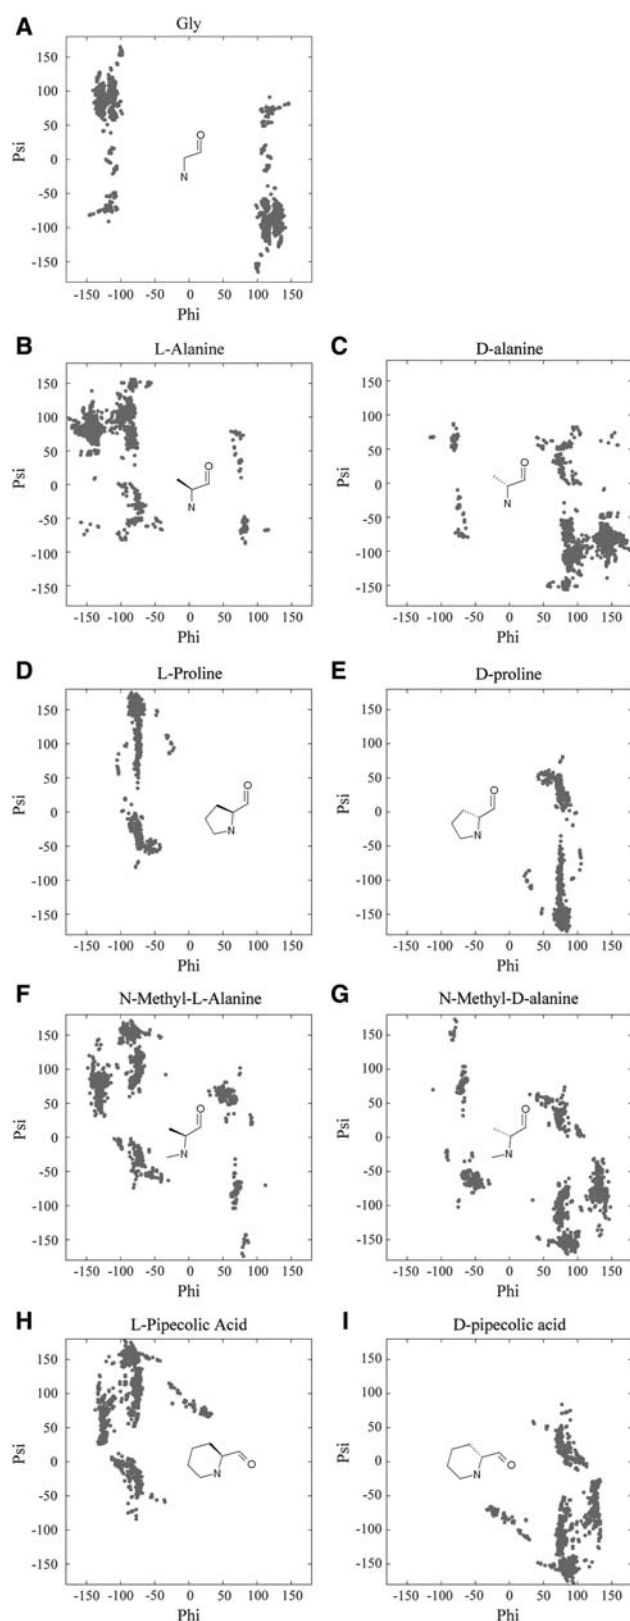 A
Gly
150
100
50
0
-50
-100
-150
Psi
O
N
-150 -100 -50 0 50 100 150
Phi
B
L-Alanine
150
100
50
0
-50
-100
-150
Psi
O
N
-150 -100 -50 0 50 100 150
Phi
C
D-alanine
150
100
50
0
-50
-100
-150
Psi
O
N
-150 -100 -50 0 50 100 150
Phi
D
L-Proline
150
100
50
0
-50
-100
-150
Psi
O
N
-150 -100 -50 0 50 100 150
Phi
E
D-proline
150
100
50
0
-50
-100
-150
Psi
O
N
-150 -100 -50 0 50 100 150
Phi
F
N-Methyl-L-Alanine
150
100
50
0
-50
-100
-150
Psi
O
N
-150 -100 -50 0 50 100 150
Phi
G
N-Methyl-D-alanine
150
100
50
0
-50
-100
-150
Psi
O
N
-150 -100 -50 0 50 100 150
Phi
H
L-Pipecolic Acid
150
100
50
0
-50
-100
-150
Psi
N
O
-150 -100 -50 0 50 100 150
Phi
I
D-pipecolic acid
150
100
50
0
-50
-100
-150
Psi
N
O
-150 -100 -50 0 50 100 150
Phi